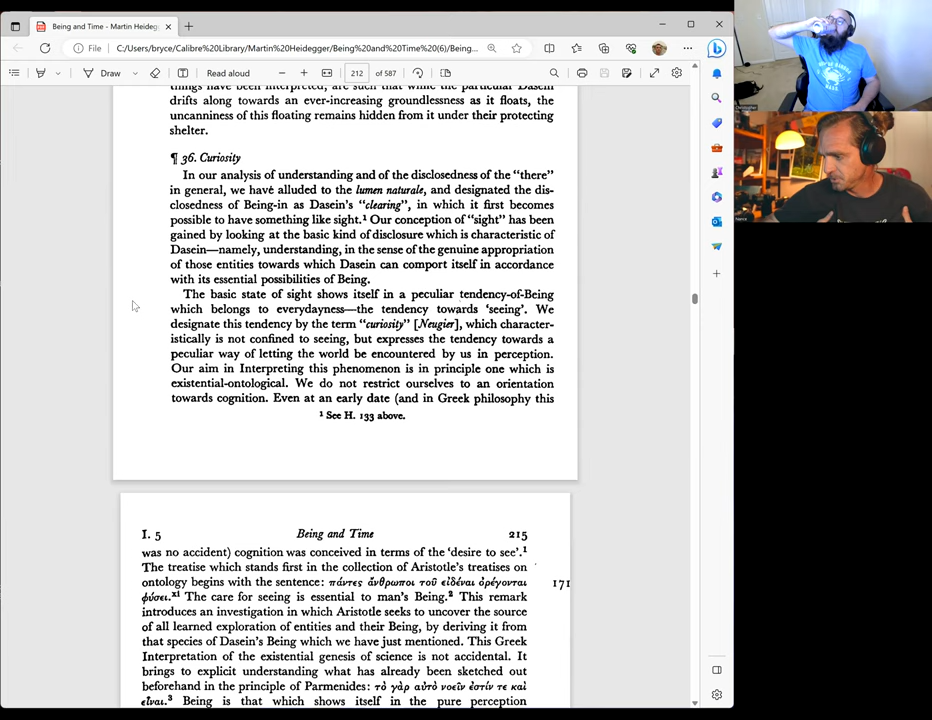 Being and Time - Martin Heideg
File
C:/Users/bryce/Calibre%20Library/Martin%20Heidegger/Being%20and%20Time%20(6)/Being...
Draw
Read aloud
212 of 587
things have been interpreted, are such that while the particular Dasein
drifts along towards an ever-increasing groundlessness as it floats, the
uncanniness of this floating remains hidden from it under their protecting
shelter.
¶ 36. Curiosity
In our analysis of understanding and of the disclosedness of the “there”
in general, we have alluded to the lumen naturale, and designated the dis-
closedness of Being-in as Dasein's “clearing”, in which it first becomes
possible to have something like sight.¹ Our conception of “sight” has been
gained by looking at the basic kind of disclosure which is characteristic of
Dasein—namely, understanding, in the sense of the genuine appropriation
of those entities towards which Dasein can comport itself in accordance
with its essential possibilities of Being.
The basic state of sight shows itself in a peculiar tendency-of-Being
which belongs to everydayness—the tendency towards ‘seeing’. We
designate this tendency by the term “curiosity” [Neugier], which character-
istically is not confined to seeing, but expresses the tendency towards a
peculiar way of letting the world be encountered by us in perception.
Our aim in Interpreting this phenomenon is in principle one which is
existential-ontological. We do not restrict ourselves to an orientation
towards cognition. Even at an early date (and in Greek philosophy this
¹ See H. 133 above.
I. 5 Being and Time 215
was no accident) cognition was conceived in terms of the ‘desire to see’.¹
The treatise which stands first in the collection of Aristotle's treatises on
ontology begins with the sentence: πάντες ἄνθρωποι τοῦ εἰδέναι ὀρέγονται 171
φύσει.ˣⁱ The care for seeing is essential to man's Being.² This remark
introduces an investigation in which Aristotle seeks to uncover the source
of all learned exploration of entities and their Being, by deriving it from
that species of Dasein's Being which we have just mentioned. This Greek
Interpretation of the existential genesis of science is not accidental. It
brings to explicit understanding what has already been sketched out
beforehand in the principle of Parmenides: τὸ γὰρ αὐτὸ νοεῖν ἐστίν τε καὶ
εἶναι.³ Being is that which shows itself in the pure perception